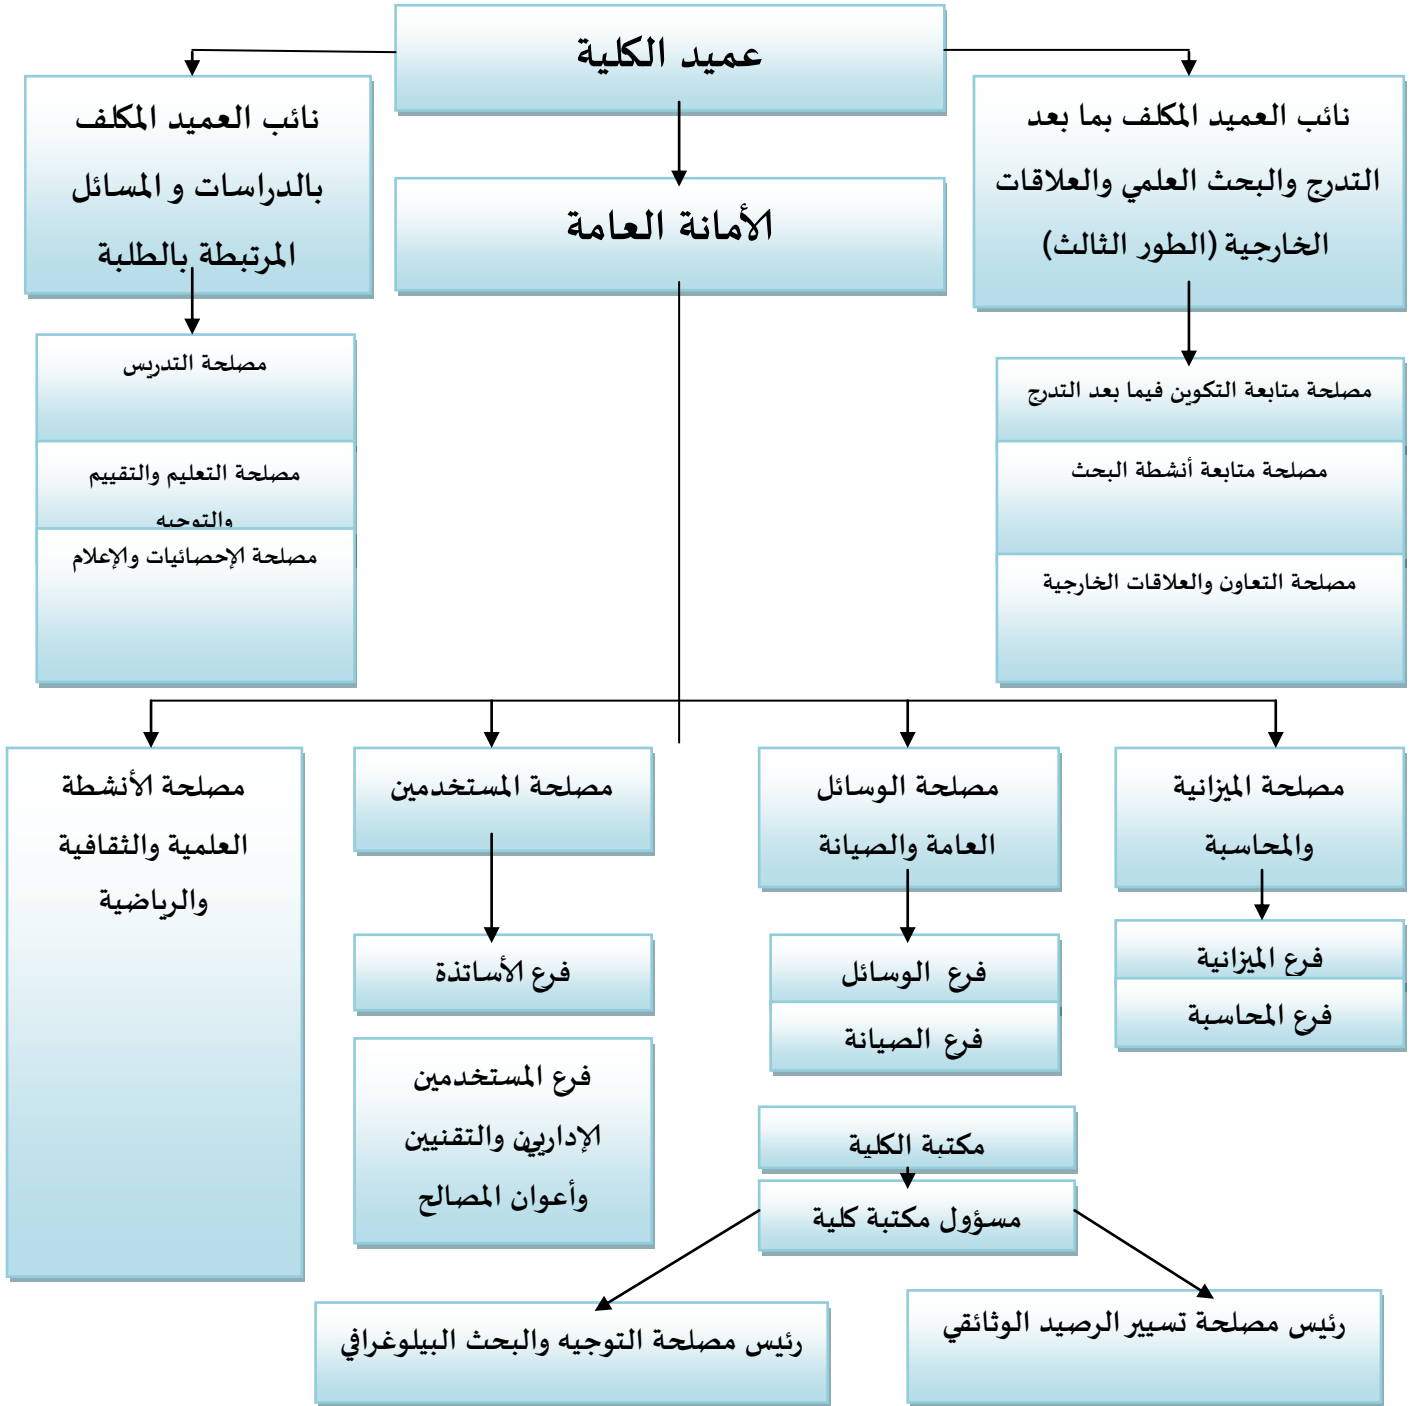 عميد الكلية
نائب العميد المكلف بما بعد
التدرج والبحث العلمي والعلاقات
الخارجية (الطور الثالث)
الأمانة العامة
نائب العميد المكلف
بالدراسات و المسائل
المرتبطة بالطلبة
مصلحة متابعة التكوين فيما بعد التدرج
مصلحة متابعة أنشطة البحث
مصلحة التعاون والعلاقات الخارجية
مصلحة التدريس
مصلحة التعليم والتقييم
والتوجيه
مصلحة الإحصائيات والإعلام
مصلحة الميزانية
والمحاسبة
فرع الميزانية
فرع المحاسبة
مصلحة الوسائل
العامة والصيانة
فرع الوسائل
فرع الصيانة
مصلحة المستخدمين
فرع الأساتذة
فرع المستخدمين
الإداريين والتقنيين
وأعوان المصالح
مصلحة الأنشطة
العلمية والثقافية
والرياضية
مكتبة الكلية
مسؤول مكتبة كلية
رئيس مصلحة تسيير الرصيد الوثائقي
رئيس مصلحة التوجيه والبحث البيلوغرافي